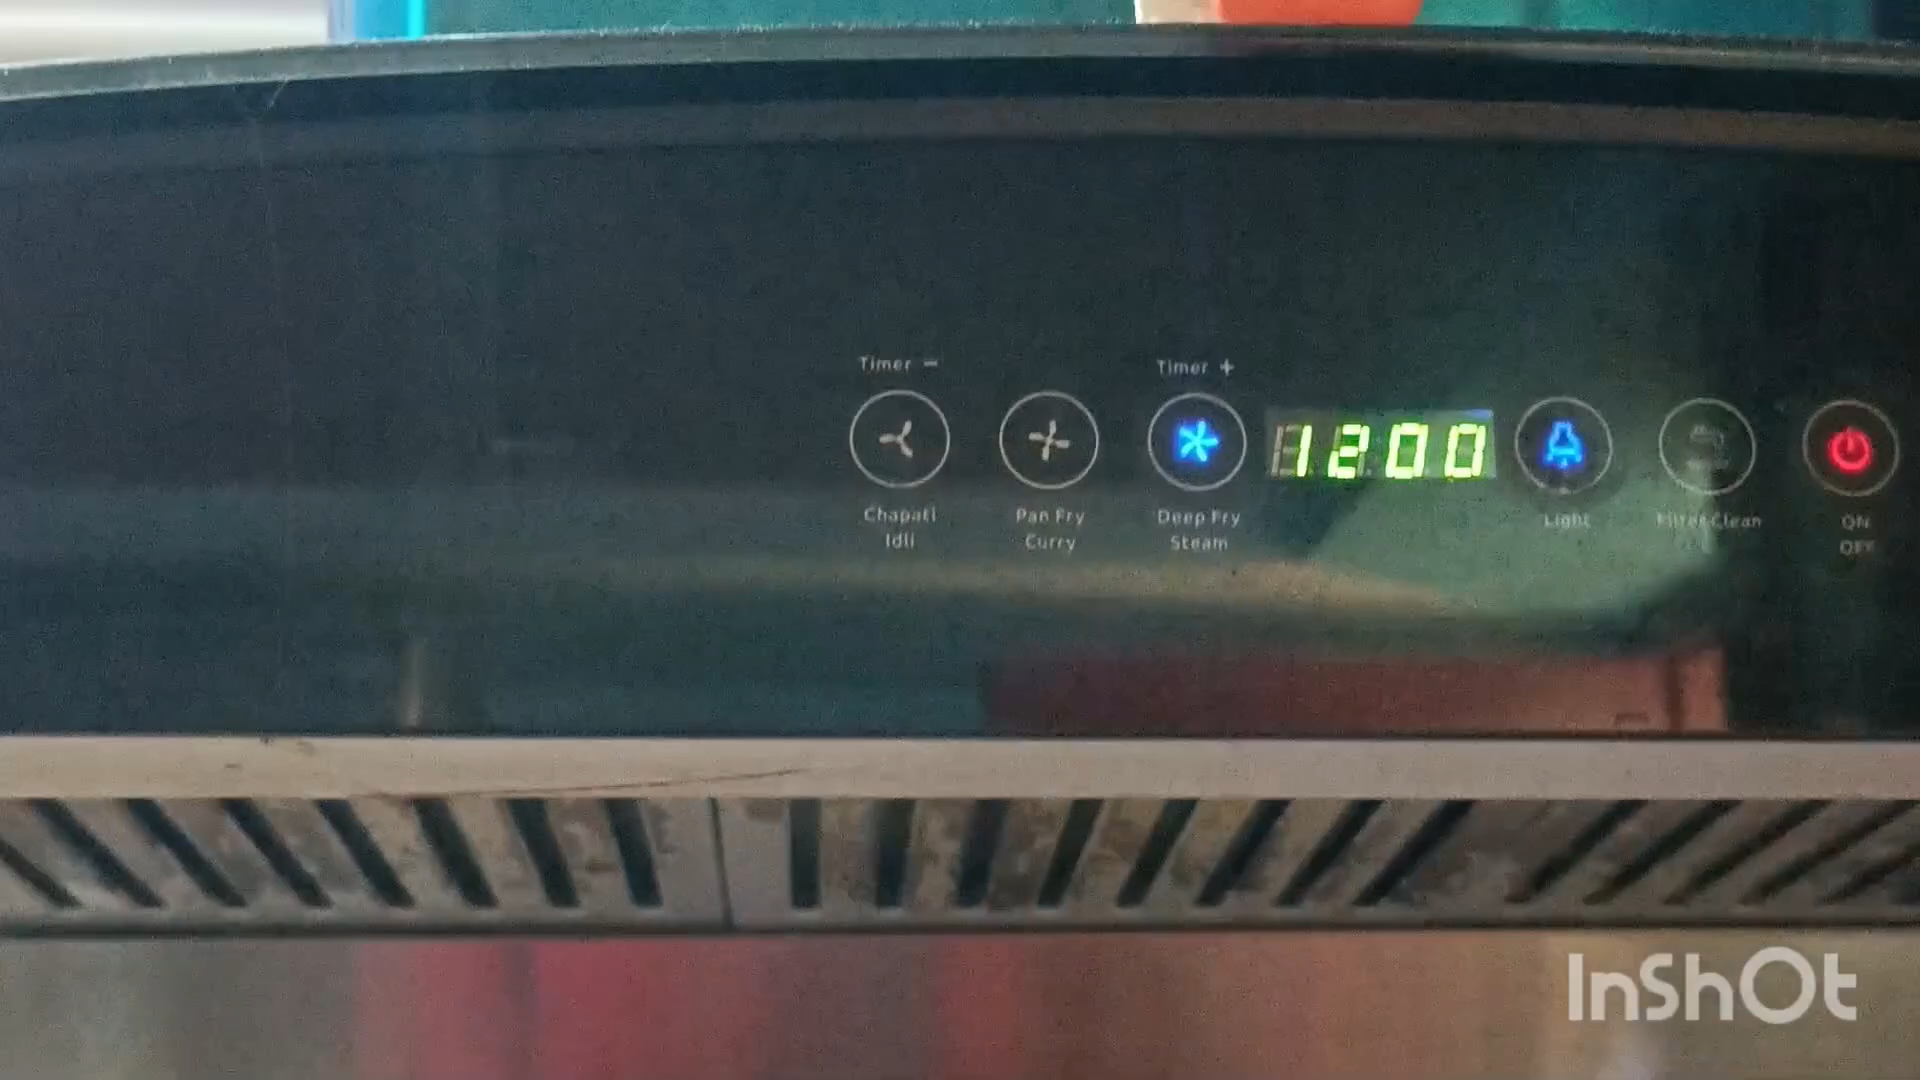 Timer −
Timer +
1200
Chapati
Idli
Pan Fry
Curry
Deep Fry
Steam
Light
Filter Clean
ON
OFF
InShOt